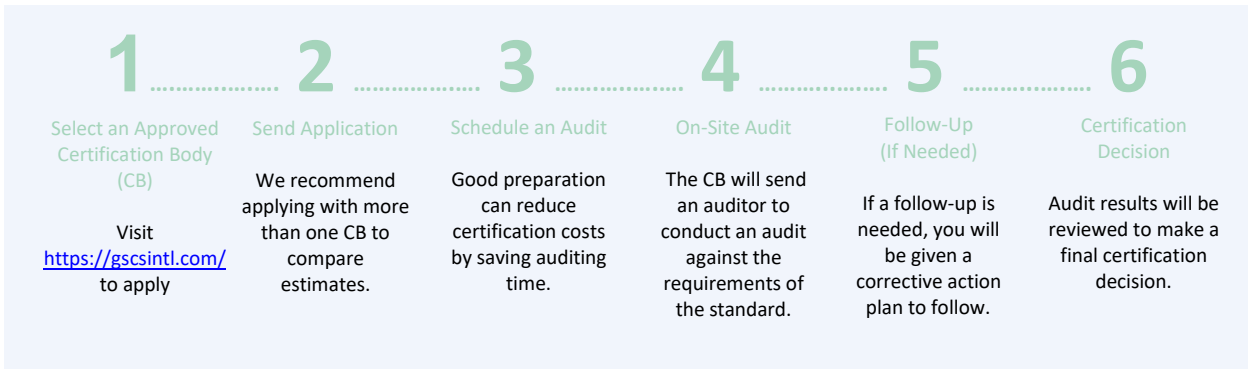 1 ..................... 2 ..................... 3 ..................... 4 ..................... 5 ..................... 6
Select an Approved
Certification Body
(CB)
Visit
https://gscsintl.com/
to apply
Send Application
We recommend
applying with more
than one CB to
compare
estimates.
Schedule an Audit
Good preparation
can reduce
certification costs
by saving auditing
time.
On-Site Audit
The CB will send
an auditor to
conduct an audit
against the
requirements of
the standard.
Follow-Up
(If Needed)
If a follow-up is
needed, you will
be given a
corrective action
plan to follow.
Certification
Decision
Audit results will be
reviewed to make a
final certification
decision.